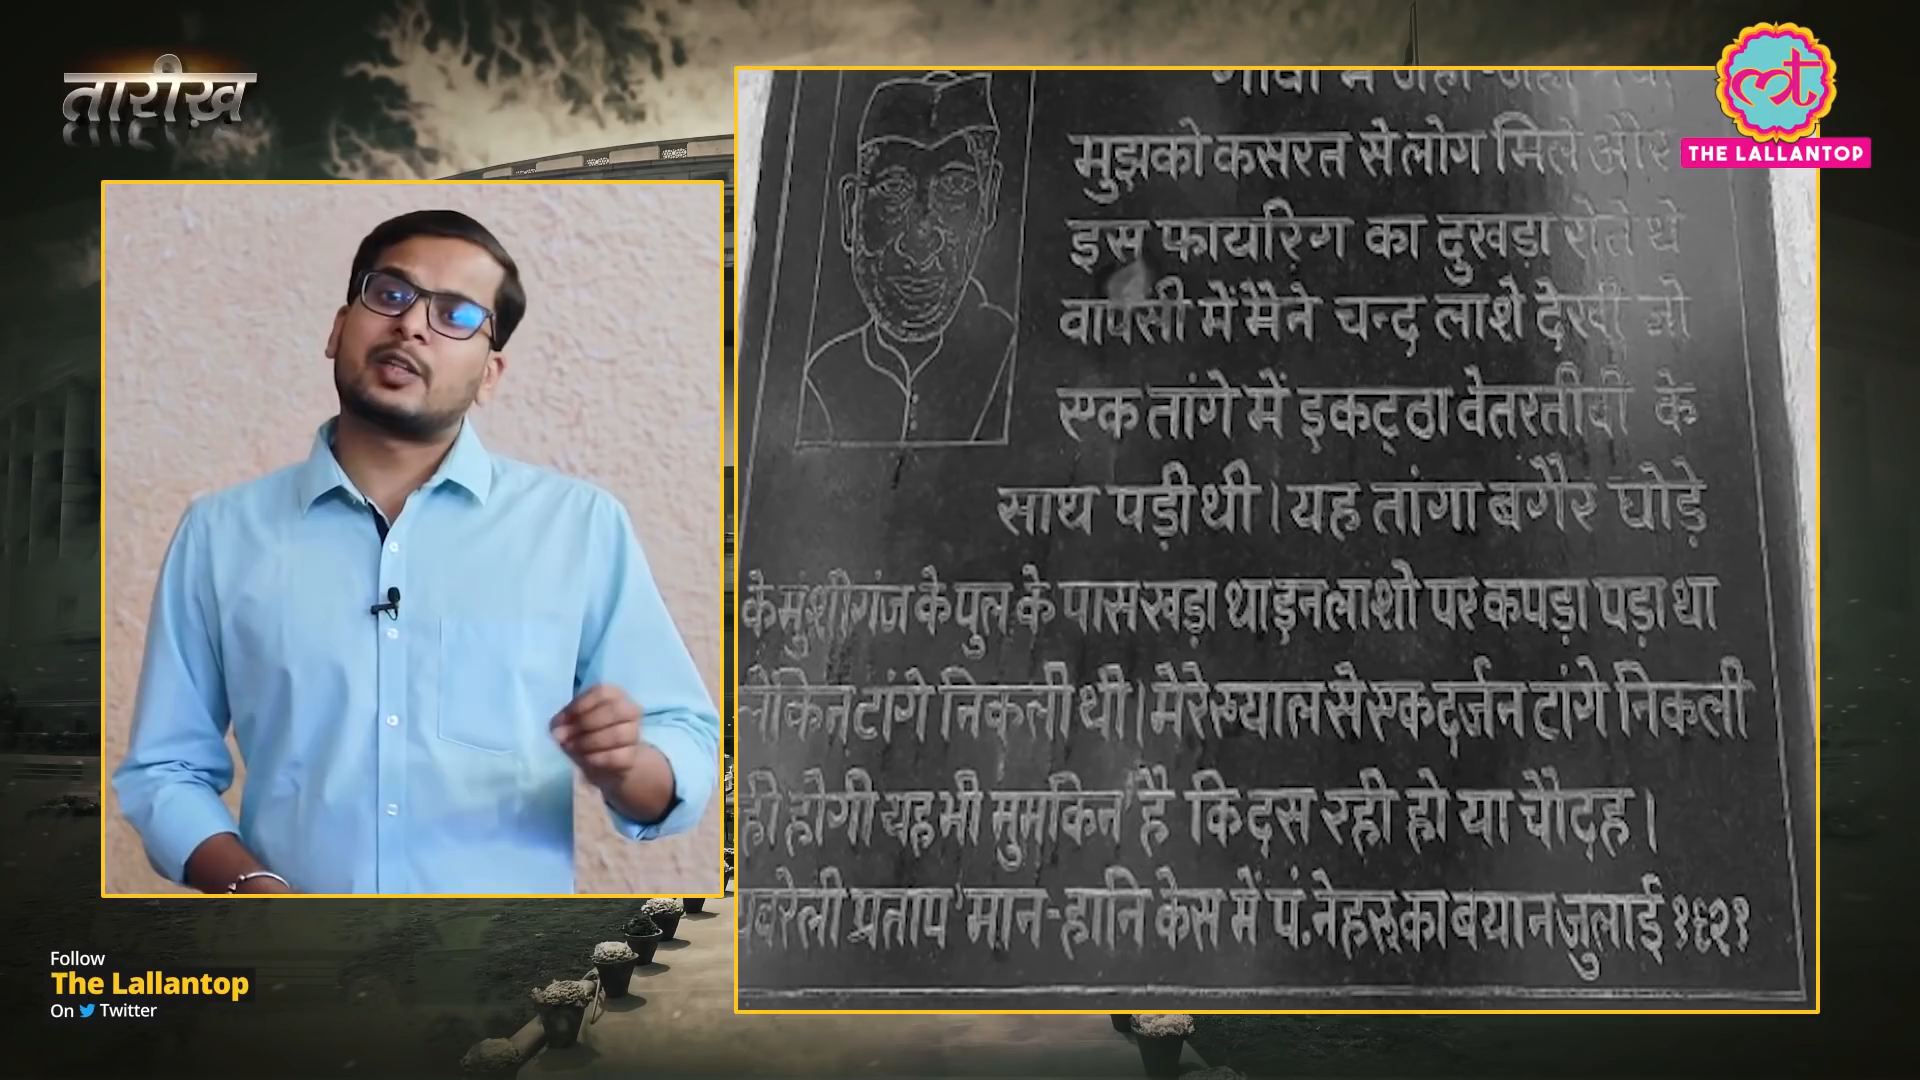 तारीख़
THE LALLANTOP
मुझको कसरत से लोग मिले और
इस फायरिंग का दुखड़ा रोते थे
वापसी में मैने चन्द लाशे देखी जो
एक तांगे में इकट्ठा वेतरतीवी के
साथ पड़ी थी। यह तांगा बगैर घोड़े
के मुंशीगंज के पुल के पास खड़ा था इन लाशो पर कपड़ा पड़ा था
लेकिन टांगे निकली थी। मेरे ख्याल से एक दर्जन टांगे निकली
ही होगी यह भी मुमकिन है कि दस रही हो या चौदह।
प्रताप 'मान-हानि केस में पं. नेहरू का बयान जुलाई १९२१
Follow
The Lallantop
On Twitter